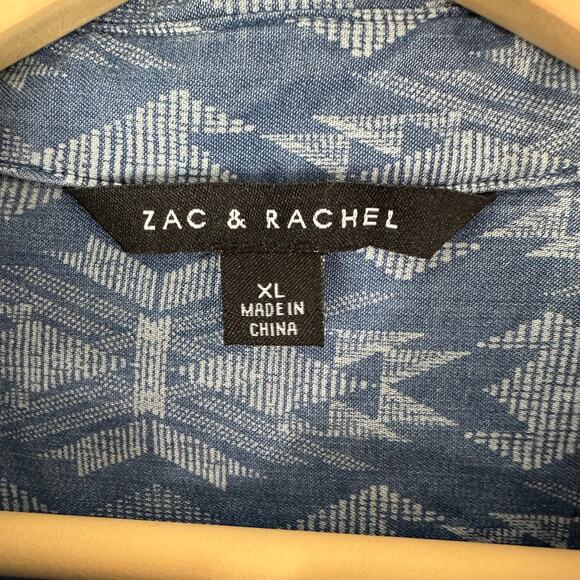 ZAC & RACHEL
XL
MADE IN
CHINA